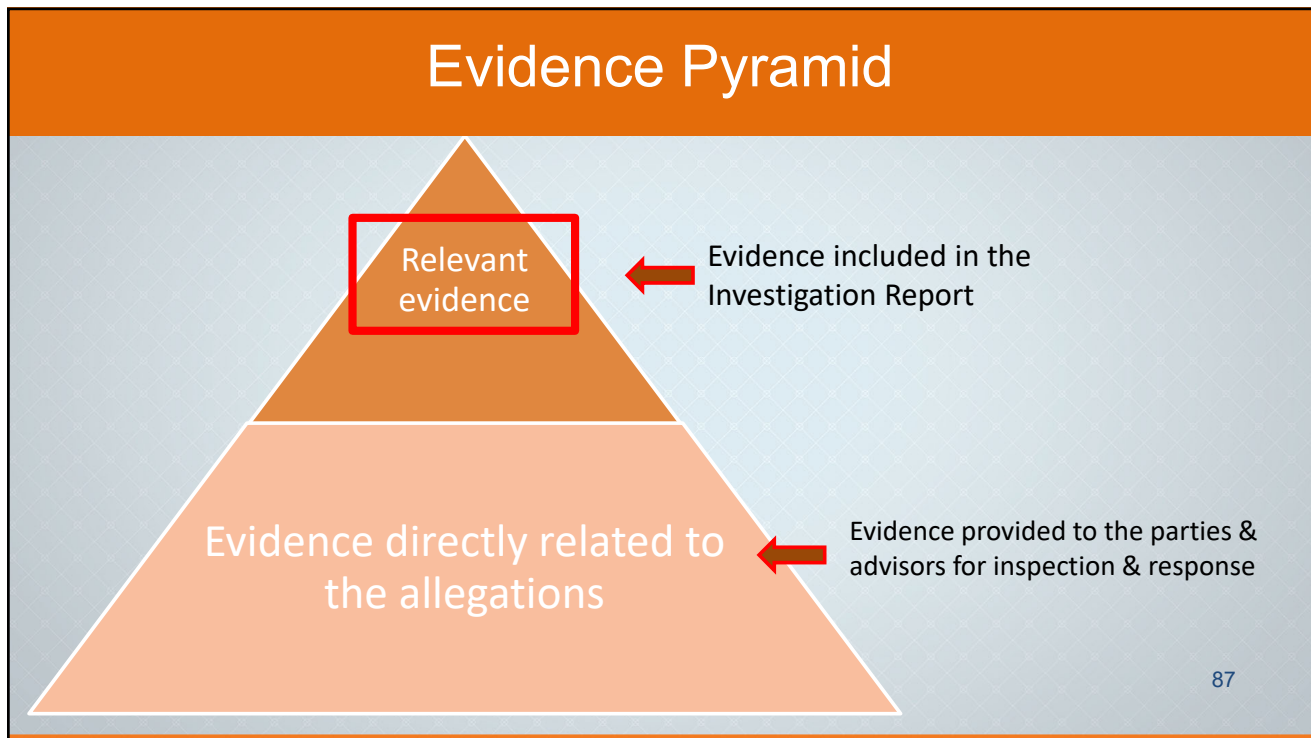 Evidence Pyramid
Relevant
evidence
Evidence included in the
Investigation Report
Evidence directly related to
the allegations
Evidence provided to the parties &
advisors for inspection & response
87